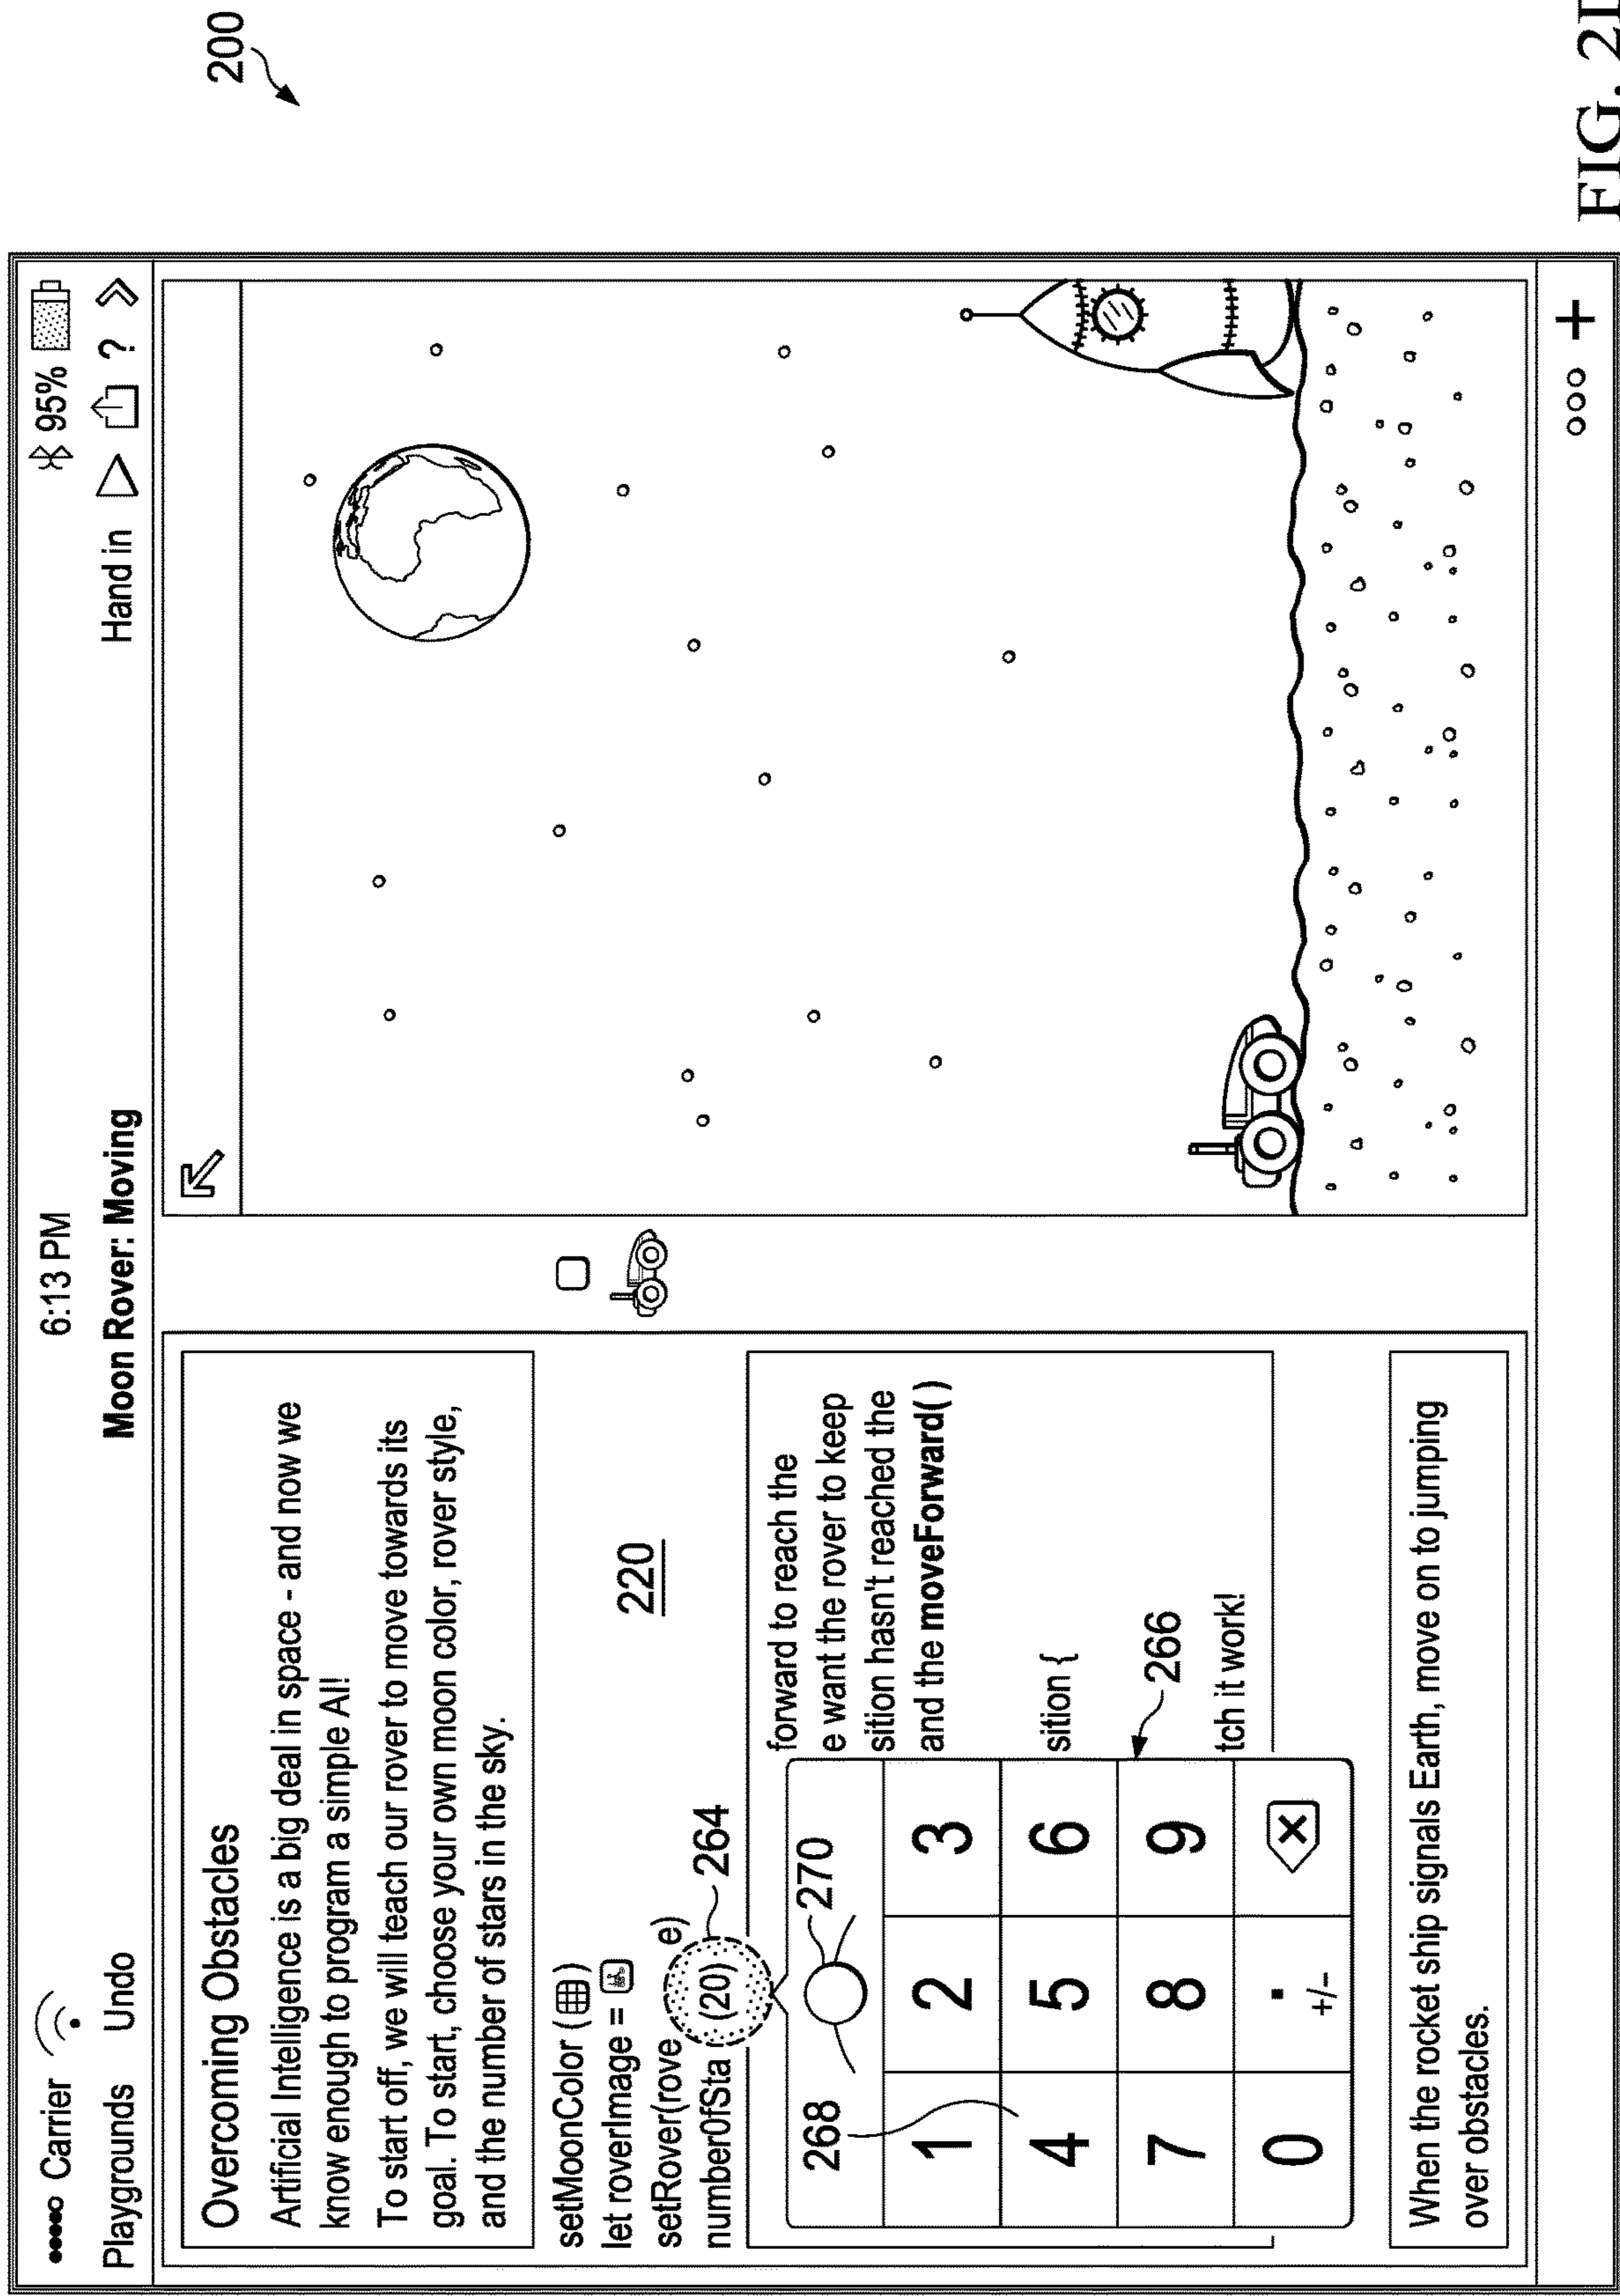 200
Carrier 6:13 PM 95%
Playgrounds Undo Moon Rover: Moving Hand in ?
Overcoming Obstacles
Artificial Intelligence is a big deal in space - and now we
know enough to program a simple AI!
To start off, we will teach our rover to move towards its
goal. To start, choose your own moon color, rover style,
and the number of stars in the sky.
setMoonColor ( )
let roverImage =
setRover(rove e)
number0fSta (20)
264
220
forward to reach the
e want the rover to keep
sition hasn't reached the
and the moveForward( )
sition {
tch it work!
266
268
270
1 2 3
4 5 6
7 8 9
0 . +/-
When the rocket ship signals Earth, move on to jumping
over obstacles.
FIG.